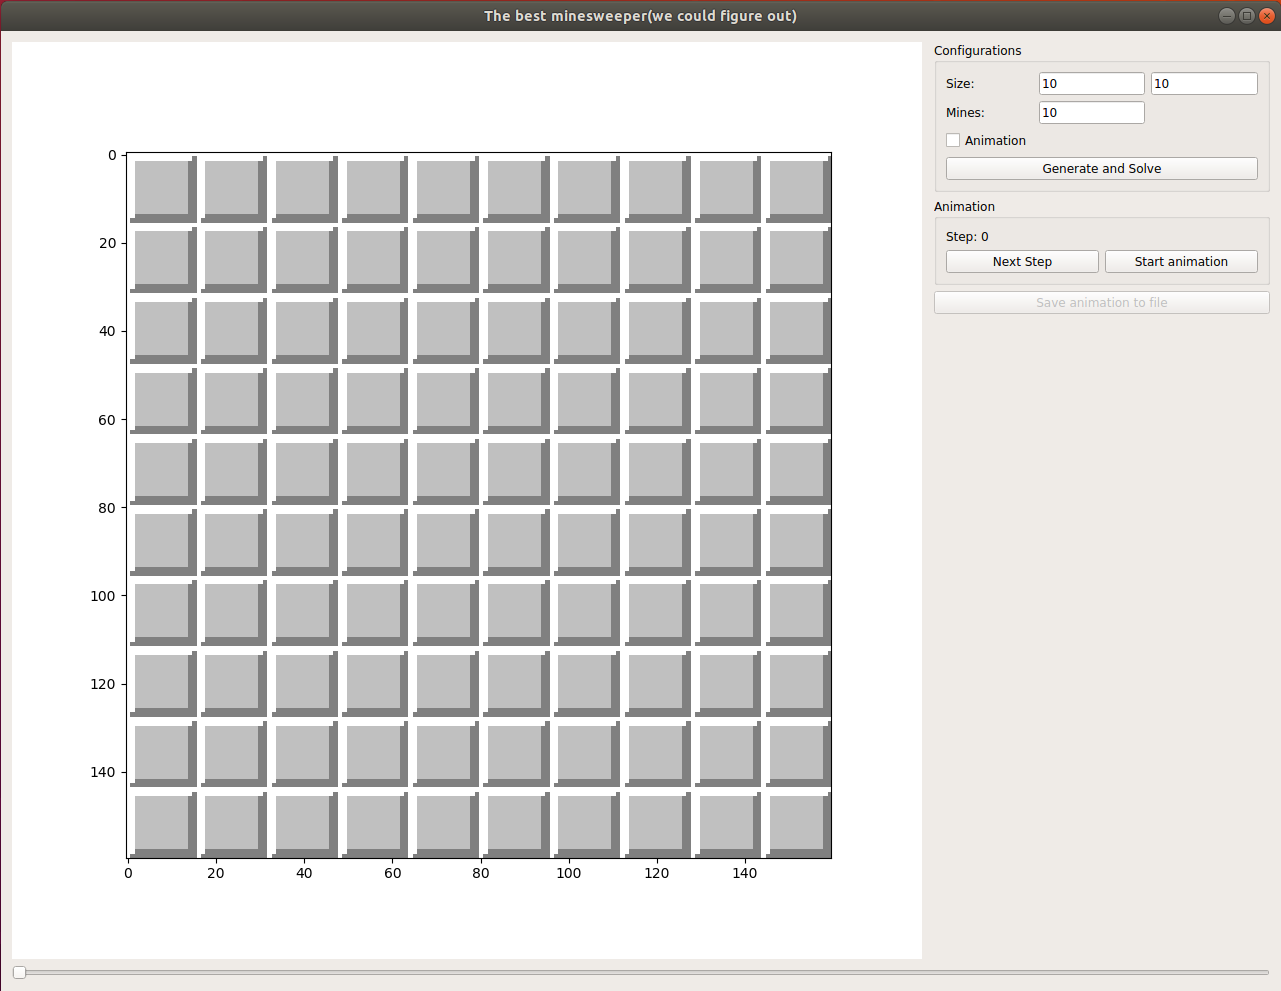 The best minesweeper(we could figure out)
Configurations
Size: 10 10
Mines: 10
Animation
Generate and Solve
Animation
Step: 0
Next Step Start animation
Save animation to file
0
20
40
60
80
100
120
140
0 20 40 60 80 100 120 140